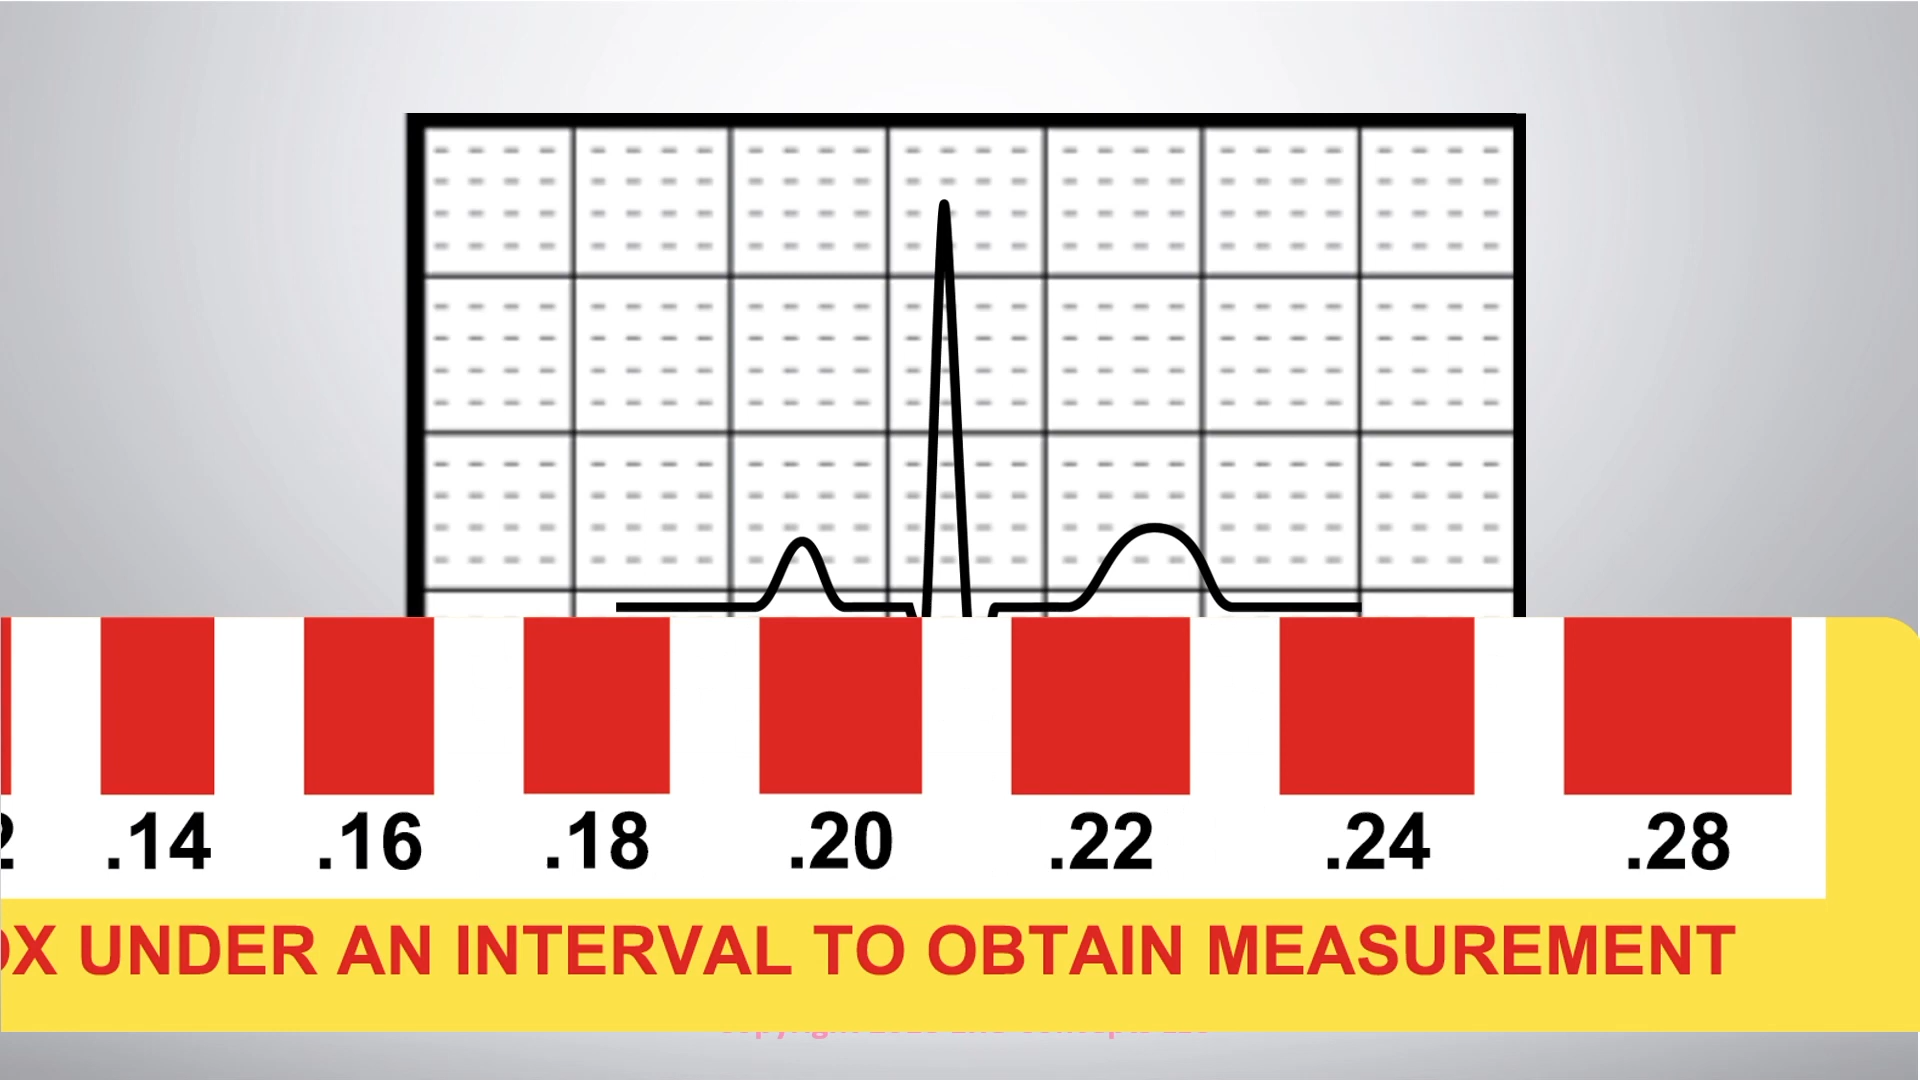 .14 .16 .18 .20 .22 .24 .28
UNDER AN INTERVAL TO OBTAIN MEASUREMENT